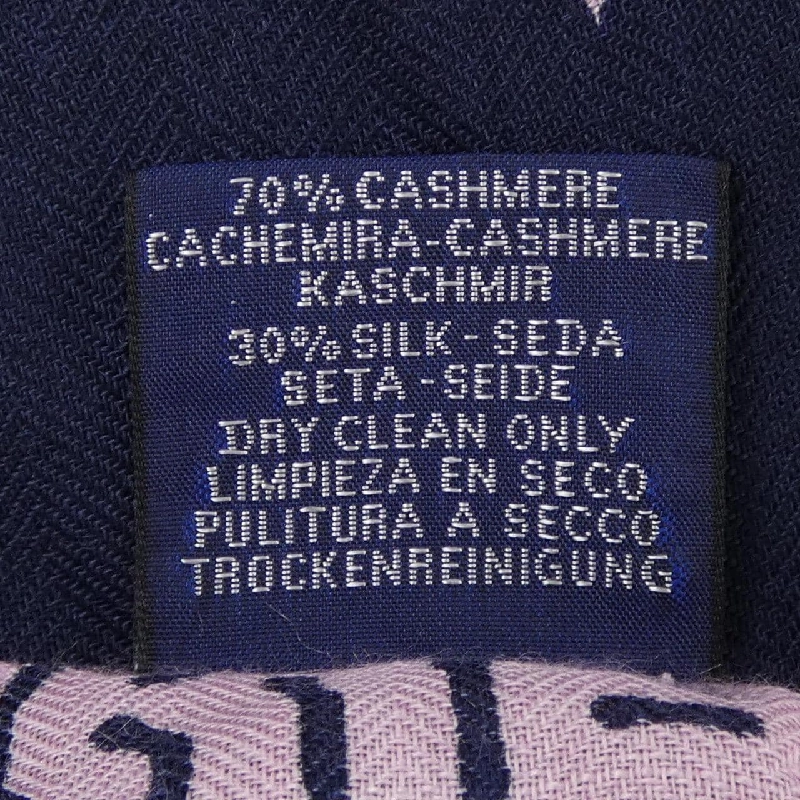 70% CASHMERE
CACHEMIRA-CASHMERE
KASCHMIR
30% SILK - SEDA
SETA - SEIDE
DRY CLEAN ONLY
LIMPIEZA EN SECO
PULITURA A SECCO
TROCKENREINIGUNG